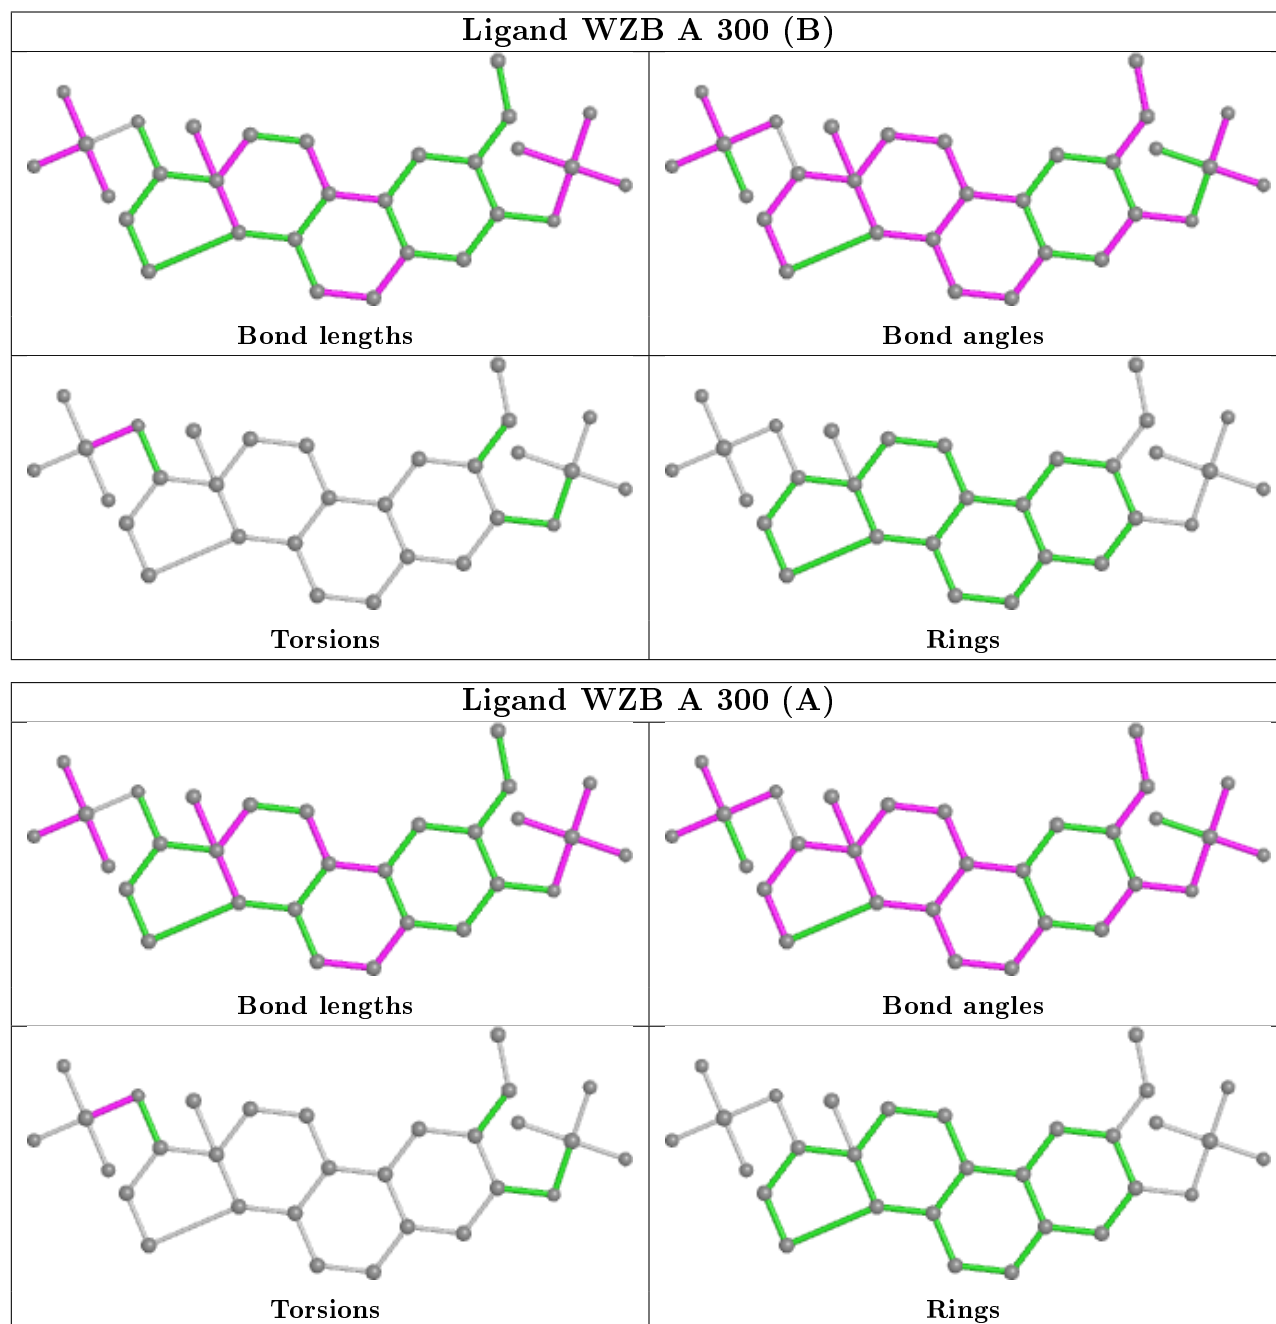 Ligand WZB A 300 (B)
Bond lengths
Bond angles
Torsions
Rings
Ligand WZB A 300 (A)
Bond lengths
Bond angles
Torsions
Rings